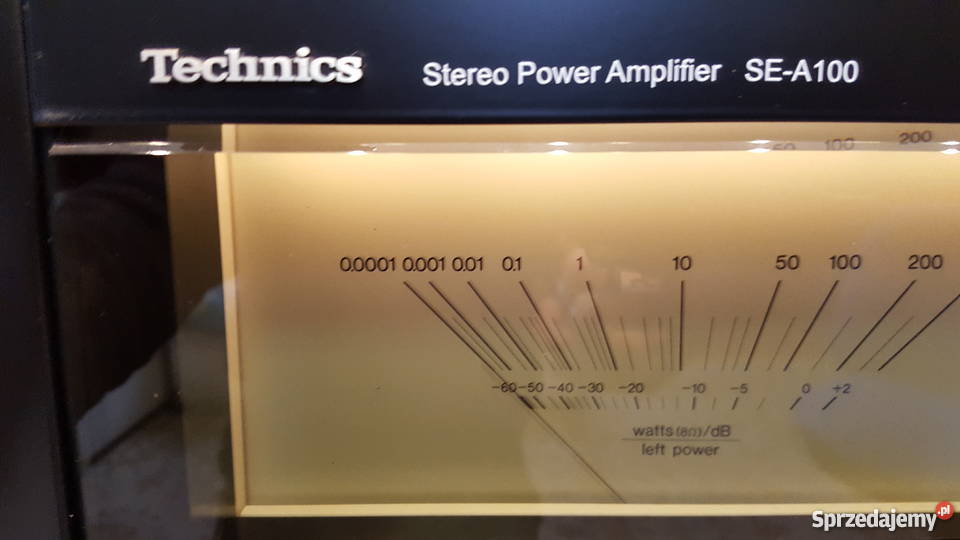 Technics Stereo Power Amplifier SE-A100
100 200
0.0001 0.001 0.01 0.1 1 10 50 100 200
-60 -50 -40 -30 -20 -10 -5 0 +2
watts(8Ω)/dB
left power
Sprzedajemy.pl